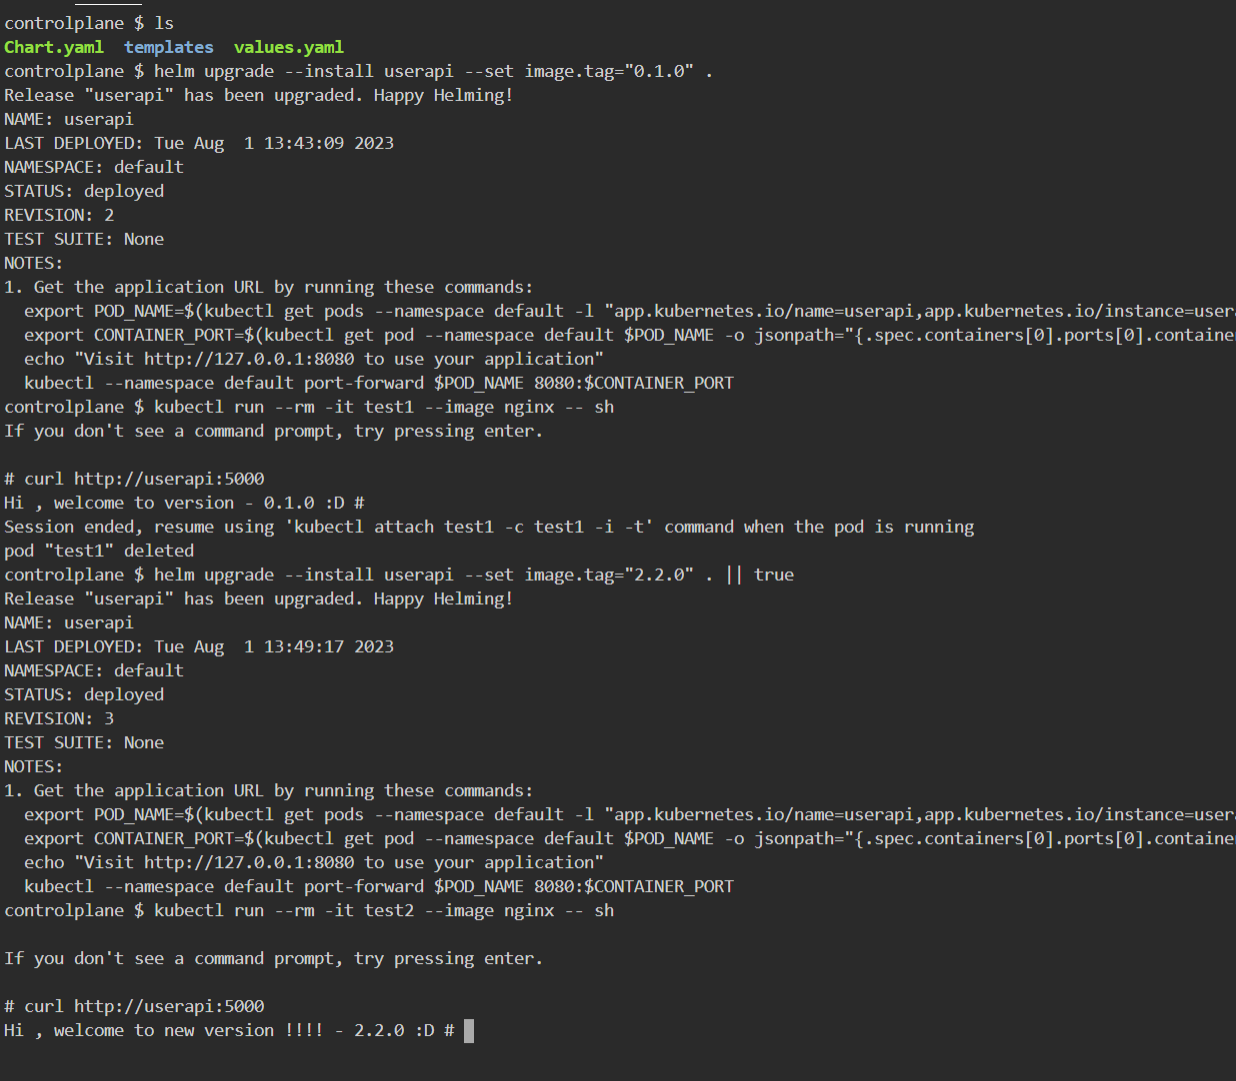 controlplane $ ls
Chart.yaml  templates  values.yaml
controlplane $ helm upgrade --install userapi --set image.tag="0.1.0" .
Release "userapi" has been upgraded. Happy Helming!
NAME: userapi
LAST DEPLOYED: Tue Aug  1 13:43:09 2023
NAMESPACE: default
STATUS: deployed
REVISION: 2
TEST SUITE: None
NOTES:
1. Get the application URL by running these commands:
  export POD_NAME=$(kubectl get pods --namespace default -l "app.kubernetes.io/name=userapi,app.kubernetes.io/instance=usera
  export CONTAINER_PORT=$(kubectl get pod --namespace default $POD_NAME -o jsonpath="{.spec.containers[0].ports[0].container
  echo "Visit http://127.0.0.1:8080 to use your application"
  kubectl --namespace default port-forward $POD_NAME 8080:$CONTAINER_PORT
controlplane $ kubectl run --rm -it test1 --image nginx -- sh
If you don't see a command prompt, try pressing enter.

# curl http://userapi:5000
Hi , welcome to version - 0.1.0 :D #
Session ended, resume using 'kubectl attach test1 -c test1 -i -t' command when the pod is running
pod "test1" deleted
controlplane $ helm upgrade --install userapi --set image.tag="2.2.0" . || true
Release "userapi" has been upgraded. Happy Helming!
NAME: userapi
LAST DEPLOYED: Tue Aug  1 13:49:17 2023
NAMESPACE: default
STATUS: deployed
REVISION: 3
TEST SUITE: None
NOTES:
1. Get the application URL by running these commands:
  export POD_NAME=$(kubectl get pods --namespace default -l "app.kubernetes.io/name=userapi,app.kubernetes.io/instance=usera
  export CONTAINER_PORT=$(kubectl get pod --namespace default $POD_NAME -o jsonpath="{.spec.containers[0].ports[0].container
  echo "Visit http://127.0.0.1:8080 to use your application"
  kubectl --namespace default port-forward $POD_NAME 8080:$CONTAINER_PORT
controlplane $ kubectl run --rm -it test2 --image nginx -- sh

If you don't see a command prompt, try pressing enter.

# curl http://userapi:5000
Hi , welcome to new version !!!! - 2.2.0 :D #